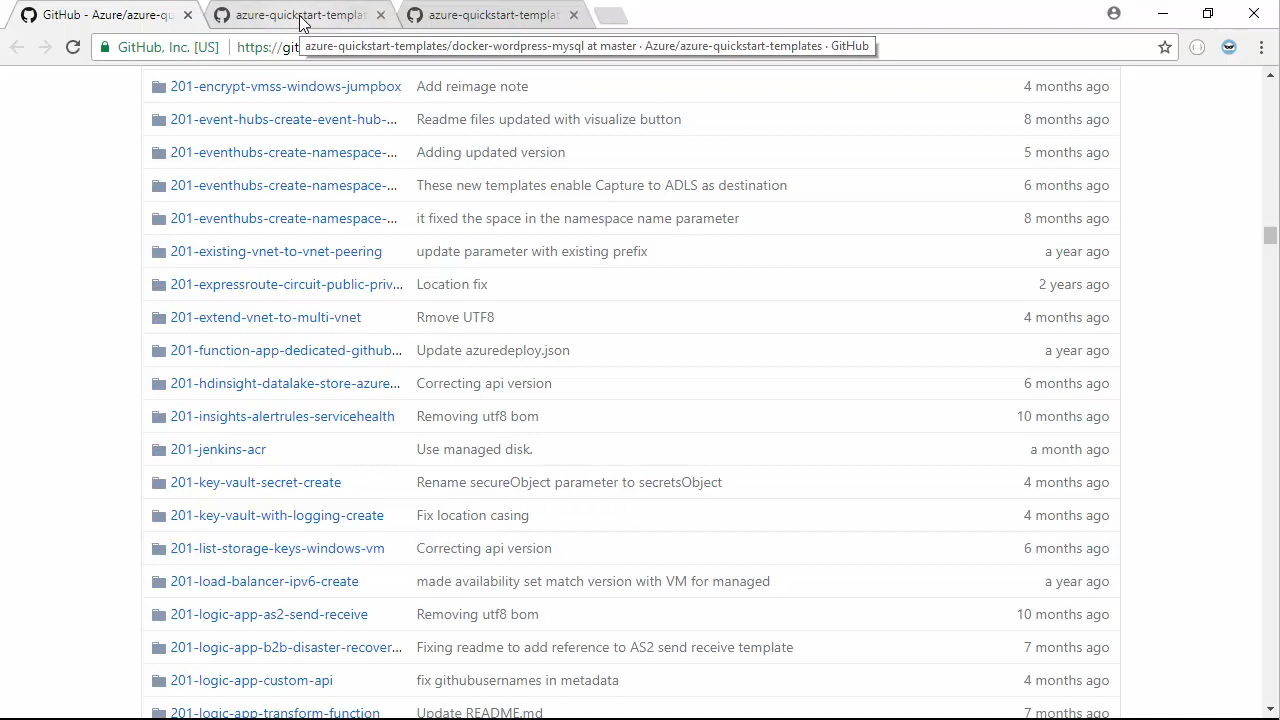 GitHub - Azure/azure-qu
azure-quickstart-templat
azure-quickstart-templat
GitHub, Inc. [US]
https://git
azure-quickstart-templates/docker-wordpress-mysql at master · Azure/azure-quickstart-templates · GitHub
201-encrypt-vmss-windows-jumpbox Add reimage note 4 months ago
201-event-hubs-create-event-hub-... Readme files updated with visualize button 8 months ago
201-eventhubs-create-namespace-... Adding updated version 5 months ago
201-eventhubs-create-namespace-... These new templates enable Capture to ADLS as destination 6 months ago
201-eventhubs-create-namespace-... it fixed the space in the namespace name parameter 8 months ago
201-existing-vnet-to-vnet-peering update parameter with existing prefix a year ago
201-expressroute-circuit-public-priv... Location fix 2 years ago
201-extend-vnet-to-multi-vnet Rmove UTF8 4 months ago
201-function-app-dedicated-github... Update azuredeploy.json a year ago
201-hdinsight-datalake-store-azure... Correcting api version 6 months ago
201-insights-alertrules-servicehealth Removing utf8 bom 10 months ago
201-jenkins-acr Use managed disk. a month ago
201-key-vault-secret-create Rename secureObject parameter to secretsObject 4 months ago
201-key-vault-with-logging-create Fix location casing 4 months ago
201-list-storage-keys-windows-vm Correcting api version 6 months ago
201-load-balancer-ipv6-create made availability set match version with VM for managed a year ago
201-logic-app-as2-send-receive Removing utf8 bom 10 months ago
201-logic-app-b2b-disaster-recover... Fixing readme to add reference to AS2 send receive template 7 months ago
201-logic-app-custom-api fix githubusernames in metadata 4 months ago
201-logic-app-transform-function Update README.md 7 months ago